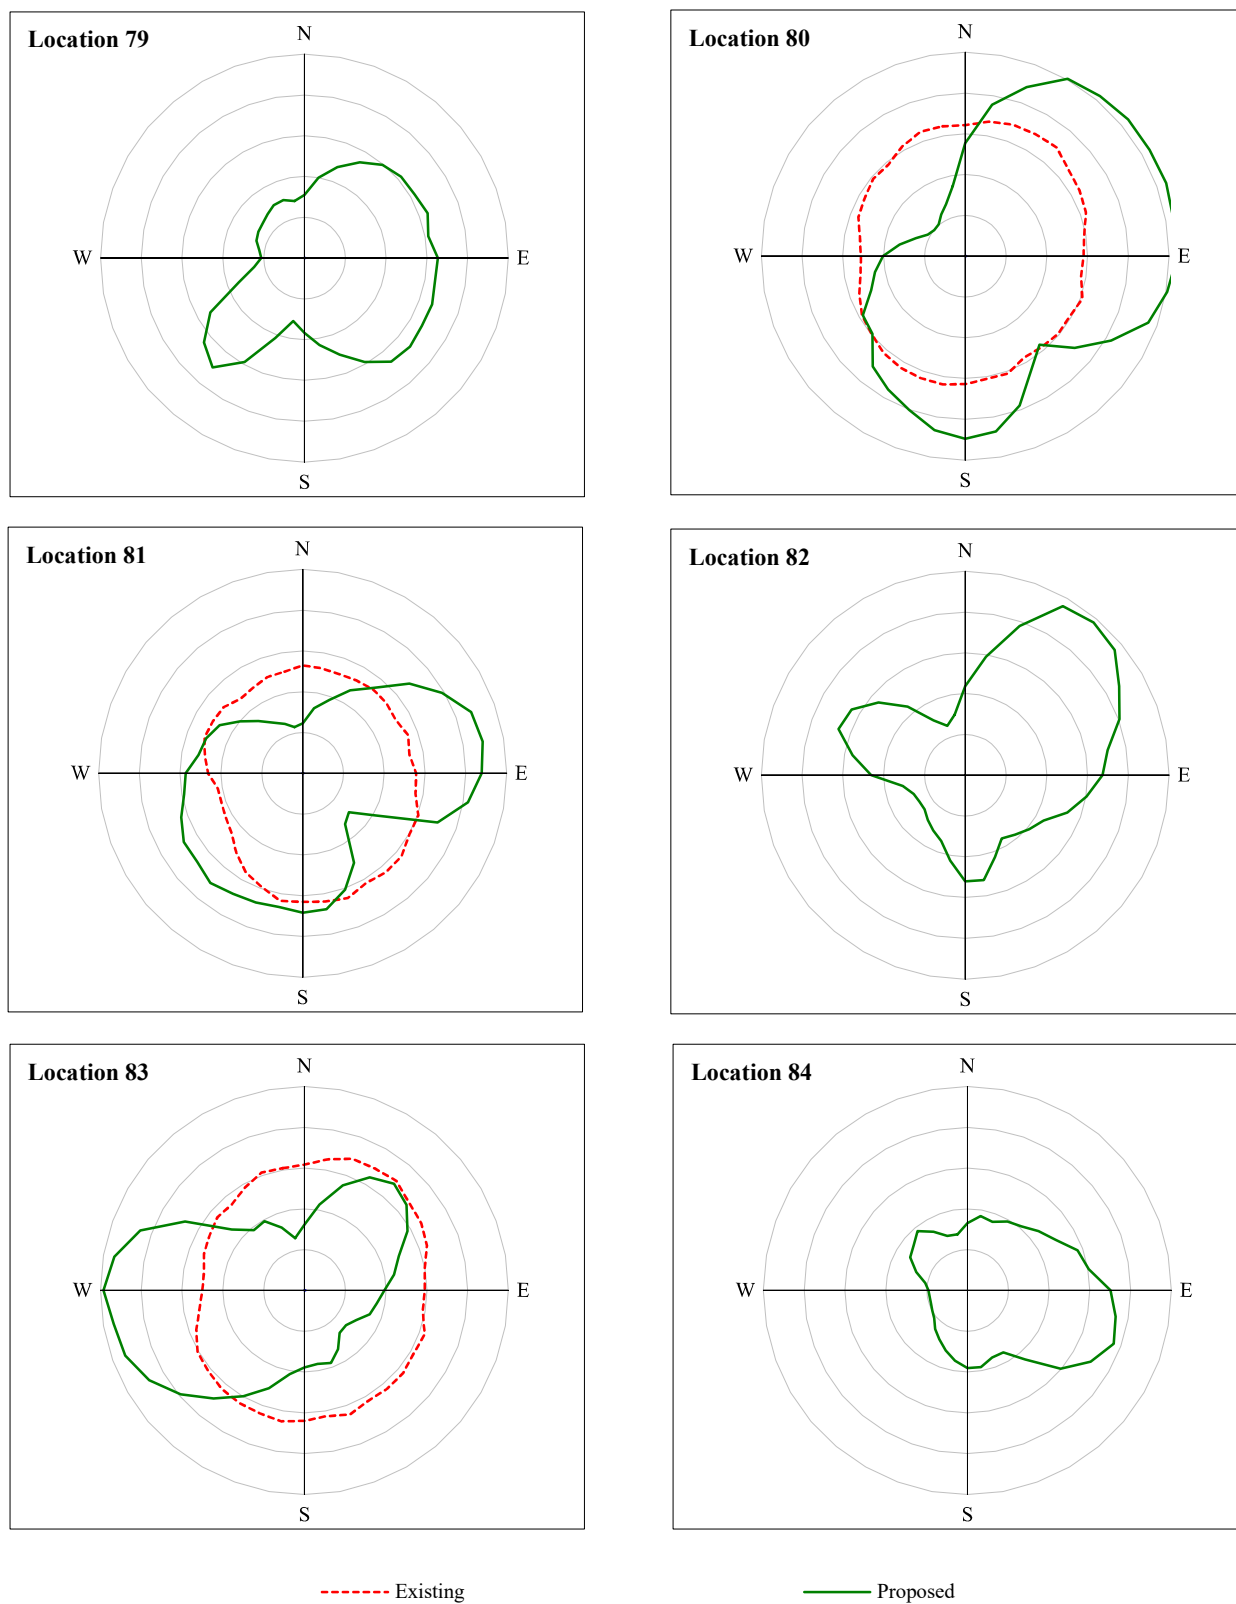 Location 79
N
W
E
S
Location 80
N
W
E
S
Location 81
N
W
E
S
Location 82
N
W
E
S
Location 83
N
W
E
S
Location 84
N
W
E
S
Existing
Proposed